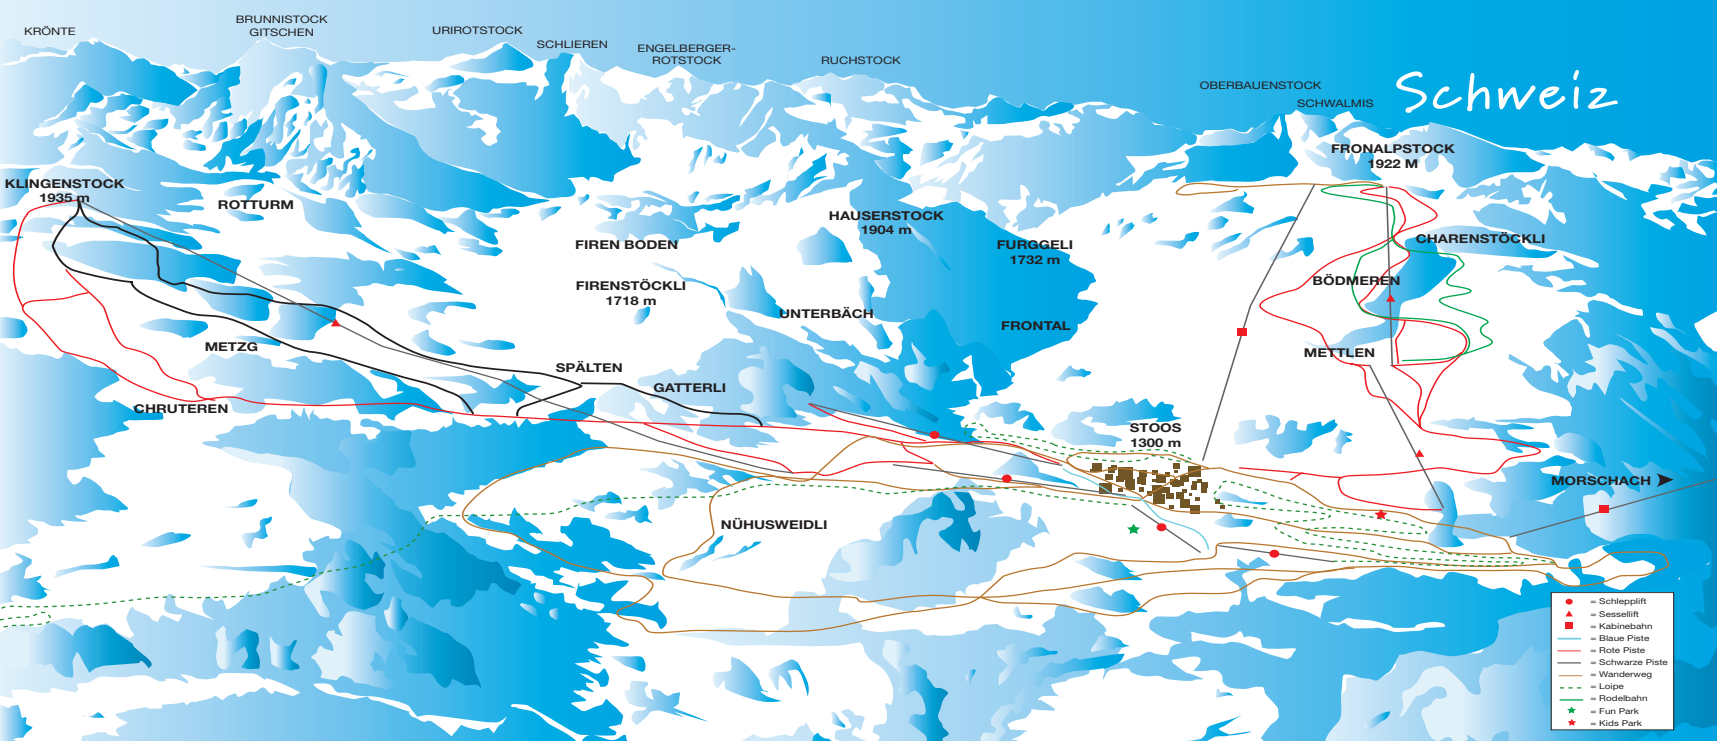 KRÖNTE
BRUNNISTOCK
GITSCHEN
URIROTSTOCK
SCHLIEREN
ENGELBERGER-
ROTSTOCK
RUCHSTOCK
OBERBAUENSTOCK
SCHWALMIS
Schweiz
FRONALPSTOCK
1922 M
KLINGENSTOCK
1935 m
ROTTURM
HAUSERSTOCK
1904 m
FIREN BODEN
FURGGELI
1732 m
CHARENSTÖCKLI
BÖDMEREN
FIRENSTÖCKLI
1718 m
UNTERBÄCH
FRONTAL
METZG
METTLEN
SPÄLTEN
GATTERLI
CHRUTEREN
STOOS
1300 m
MORSCHACH
NÜHUSWEIDLI
= Schlepplift
= Sessellift
= Kabinebahn
= Blaue Piste
= Rote Piste
= Schwarze Piste
= Wanderweg
= Loipe
= Rodelbahn
= Fun Park
= Kids Park